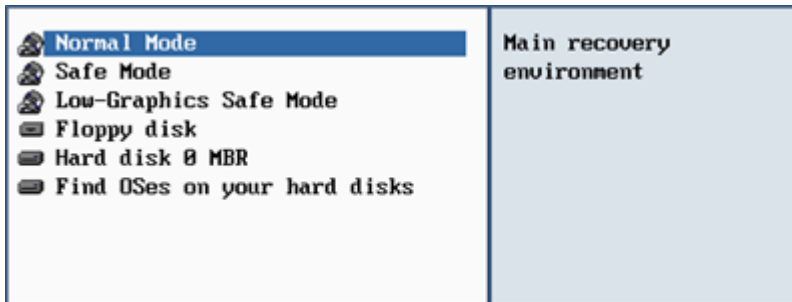 Normal Mode
Safe Mode
Low-Graphics Safe Mode
Floppy disk
Hard disk 0 MBR
Find OSes on your hard disks
Main recovery
environment